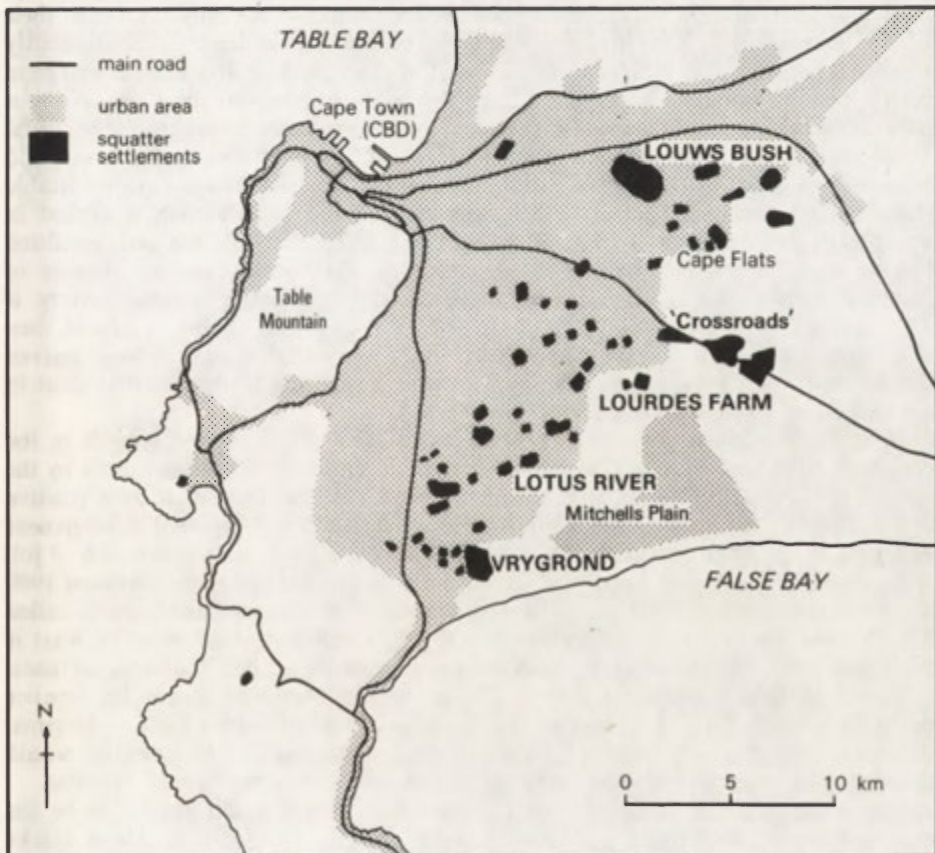 TABLE BAY
main road
urban area
squatter
settlements
Cape Town
(CBD)
LOUWS BUSH
Cape Flats
Table
Mountain
'Crossroads'
LOURDES FARM
LOTUS RIVER
Mitchells Plain
VRYGROND
FALSE BAY
N
0 5 10 km